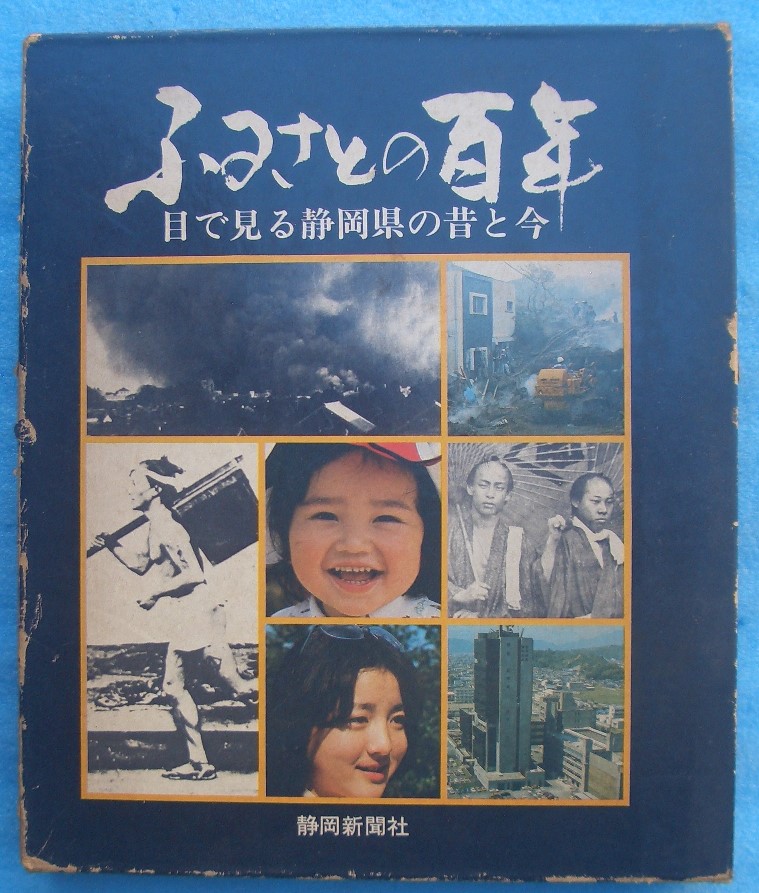 ふるさとの百年
目で見る静岡県の昔と今
静岡新聞社